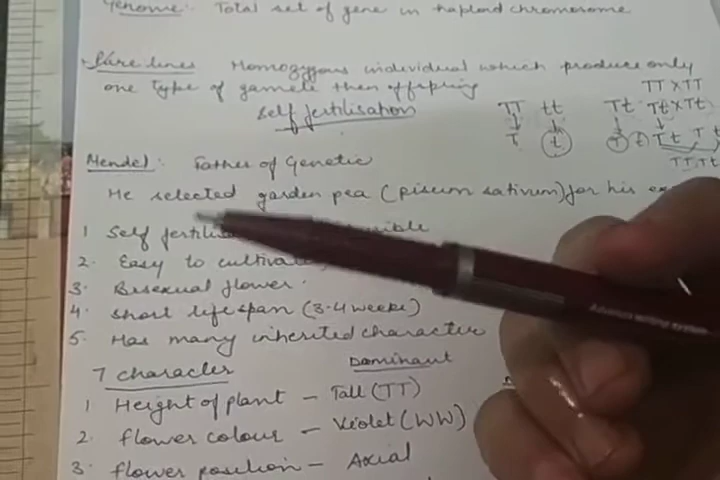 Genome:- Total set of gene in haploid chromosome
Pure lines Homozygous individual which produce only
one type of gamete then offspring
TT X TT
self fertilisation
TT tt Tt Tt X Tt
T t T t T t T
TT, Tt
Mendel: Father of Genetic
He selected garden pea (Pisum sativum) for his
1 Self
2. Easy to
3. Bisexual flower.
4. Short life span (3-4 weeks)
5. Has many inherited character
7 character Dominant
1 Height of plant - Tall (TT)
2. flower colour - Violet (WW)
3. flower position - Axial